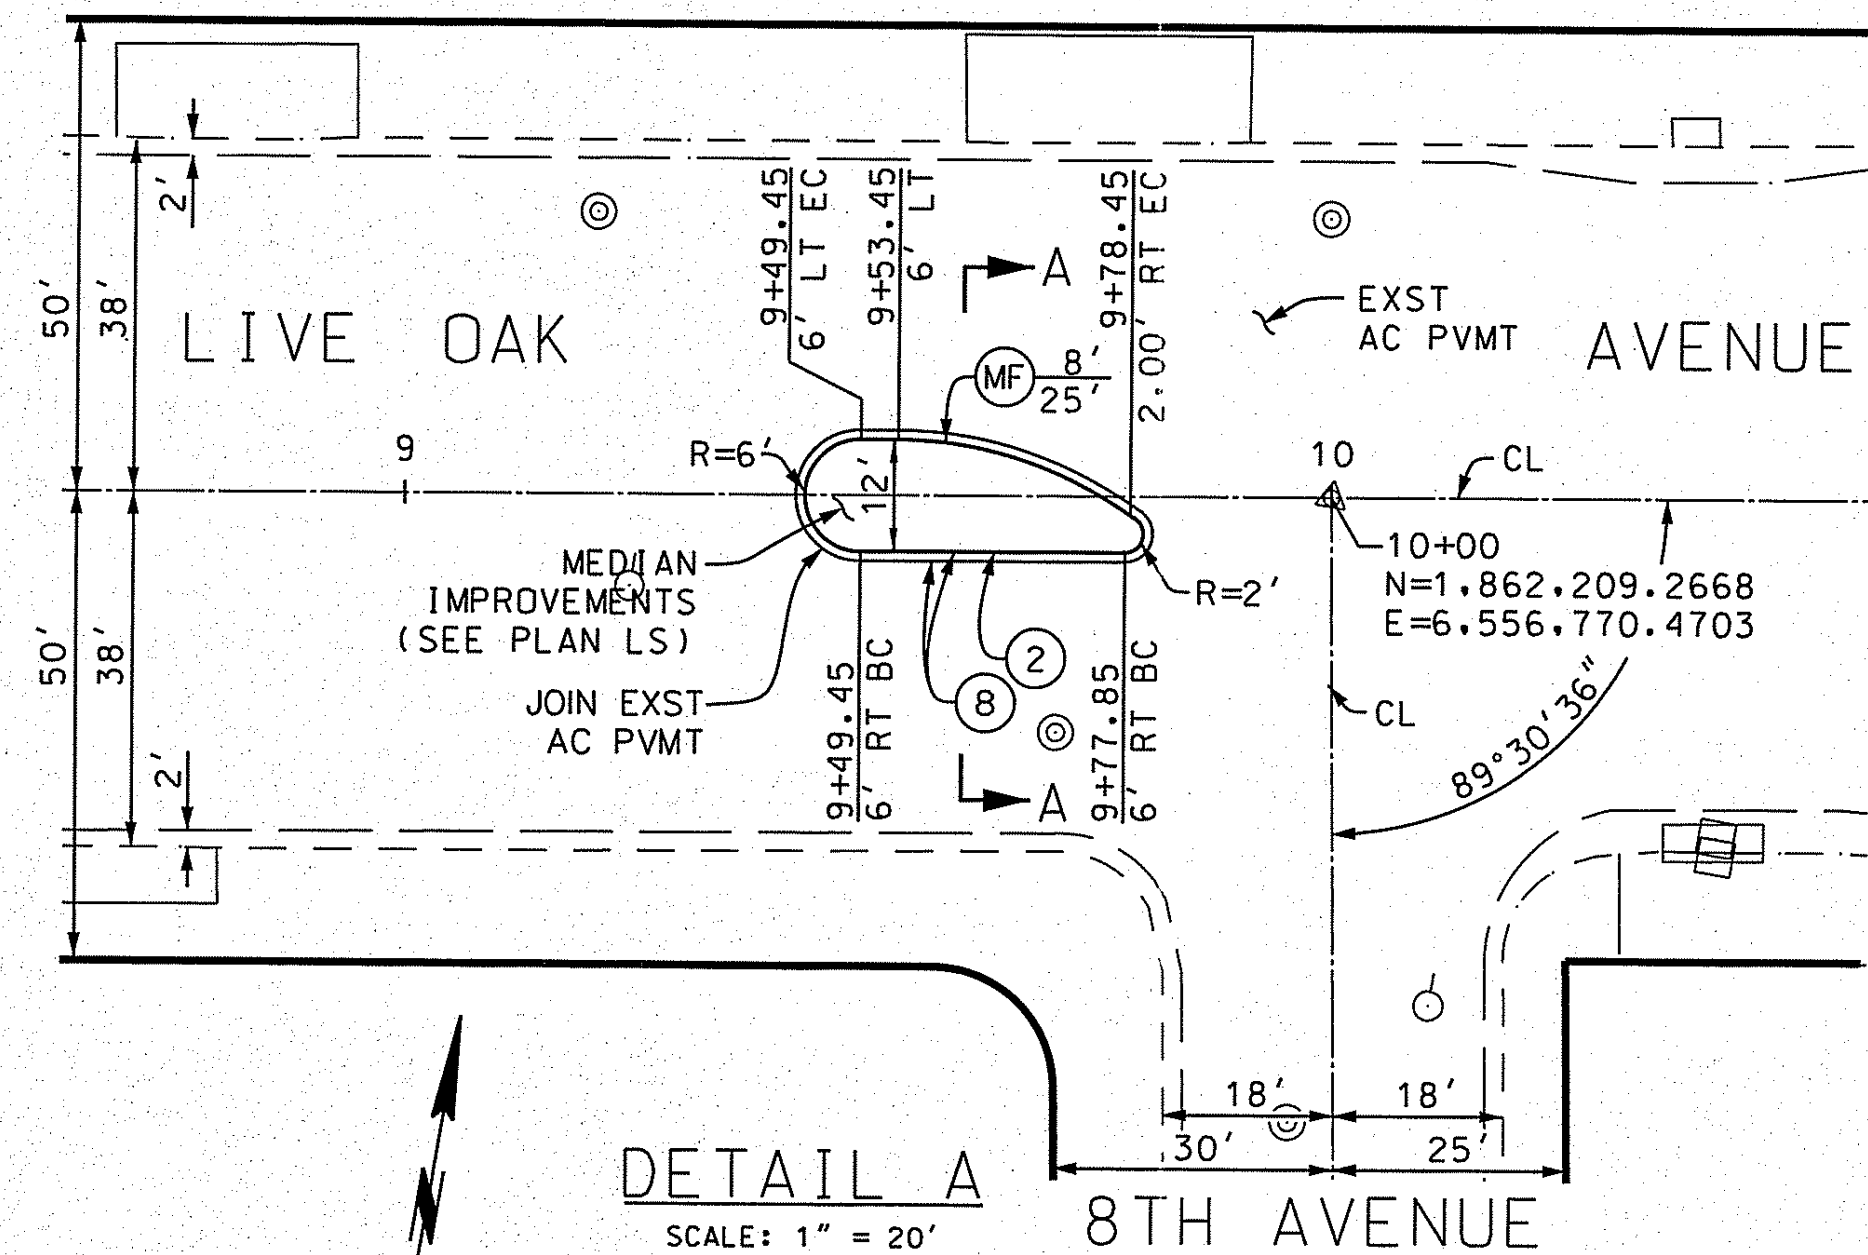 2'
9+49.45
6' LT EC
9+53.45
6' LT
9+78.45
2.00' RT EC
A
50'
38'
LIVE OAK
EXST
AC PVMT
AVENUE
MF
8'
25'
9
R=6'
12'
10
CL
10+00
N=1,862,209.2668
E=6,556,770.4703
MEDIAN
IMPROVEMENTS
(SEE PLAN LS)
R=2'
50'
38'
2
8
JOIN EXST
AC PVMT
9+49.45
6' RT BC
9+77.85
6' RT BC
CL
89°30'36"
2'
A
18'
18'
30'
25'
N
DETAIL A
SCALE: 1" = 20'
8TH AVENUE